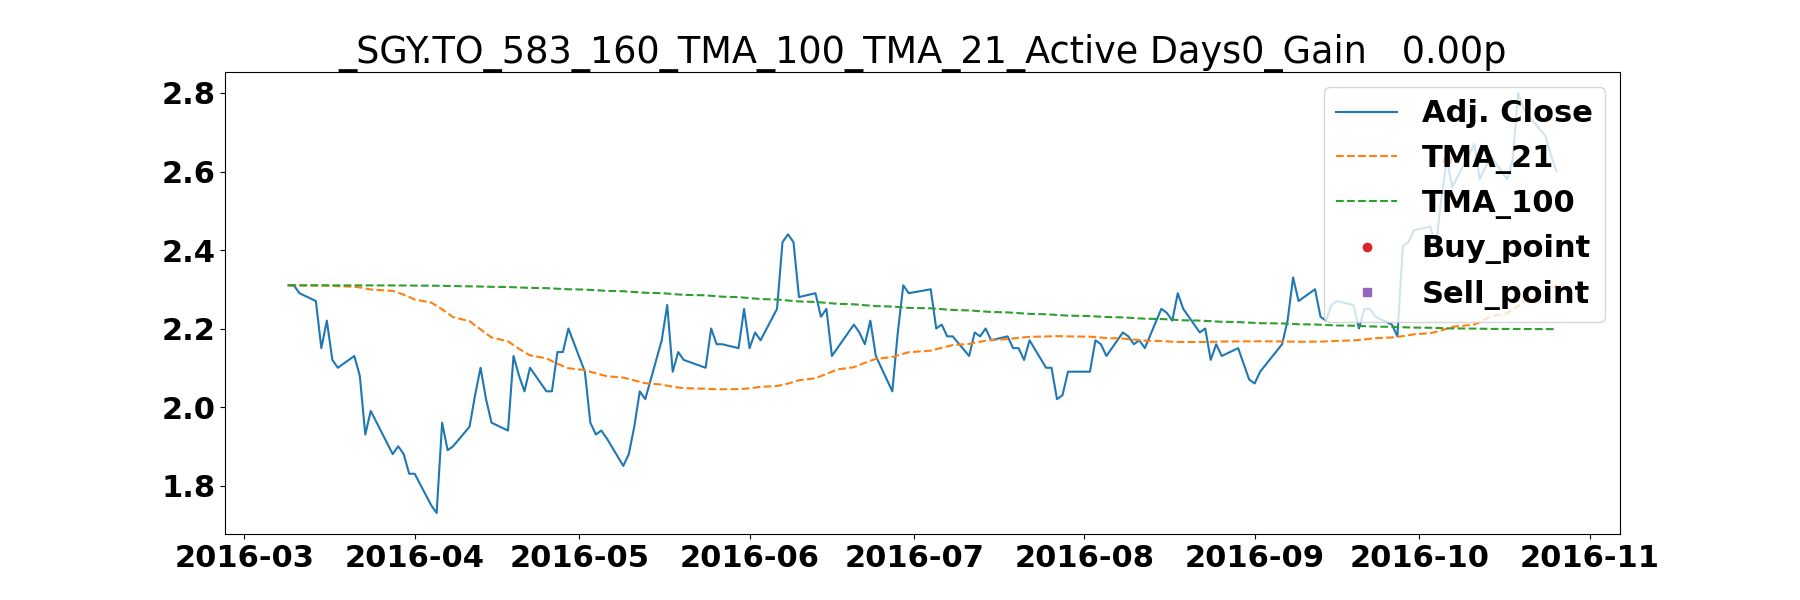 _SGY.TO_583_160_TMA_100_TMA_21_Active Days0_Gain   0.00p
2.8
2.6
2.4
2.2
2.0
1.8
Adj. Close
TMA_21
TMA_100
Buy_point
Sell_point
2016-03 2016-04 2016-05 2016-06 2016-07 2016-08 2016-09 2016-10 2016-11